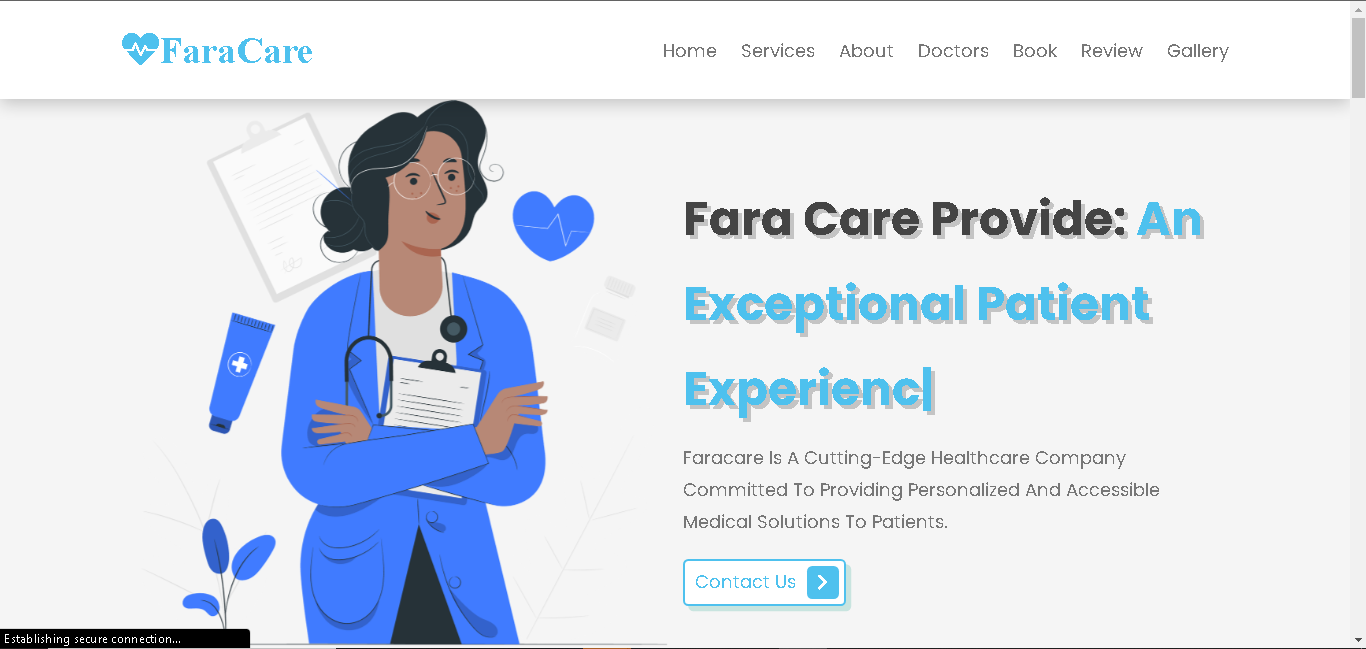 FaraCare
Home Services About Doctors Book Review Gallery
Fara Care Provide: An
Exceptional Patient
Experienc|
Faracare Is A Cutting-Edge Healthcare Company
Committed To Providing Personalized And Accessible
Medical Solutions To Patients.
Contact Us
Establishing secure connection...